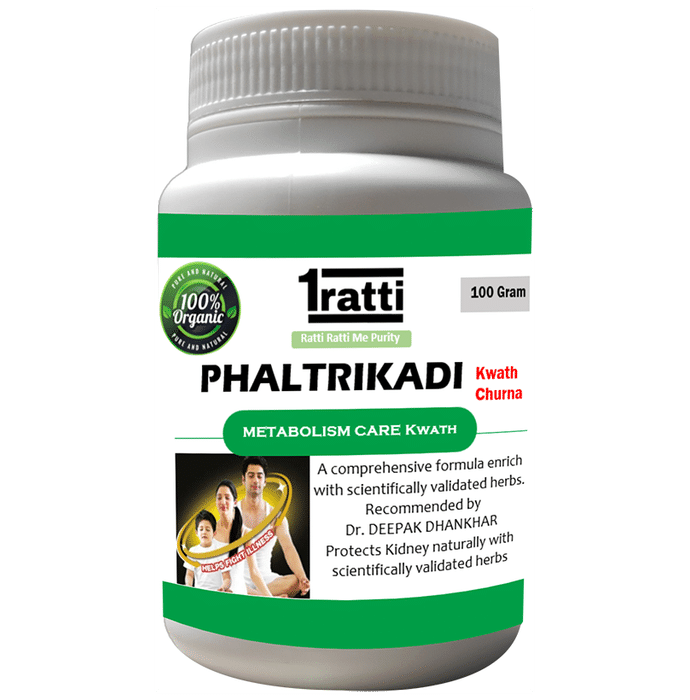 1ratti
Ratti Ratti Me Purity
100 Gram
PURE AND NATURAL
100%
Organic
PURE AND NATURAL
PHALTRIKADI
Kwath
Churna
METABOLISM CARE KWATH
HELPS FIGHT ILLNESS
A comprehensive formula enrich
with scientifically validated herbs.
Recommended by
Dr. DEEPAK DHANKHAR
Protects Kidney naturally with
scientifically validated herbs